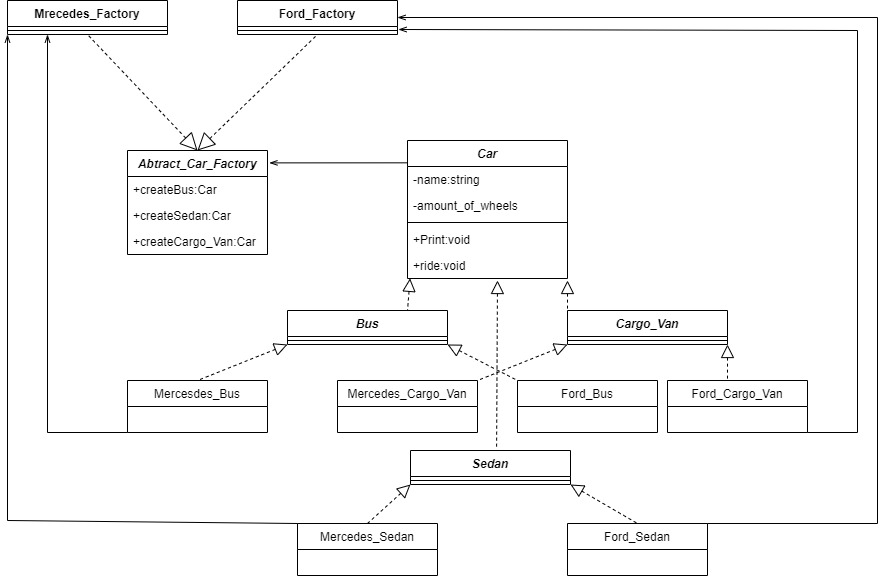 Mrecedes_Factory
Ford_Factory
Abtract_Car_Factory
+createBus:Car
+createSedan:Car
+createCargo_Van:Car
Car
-name:string
-amount_of_wheels
+Print:void
+ride:void
Bus
Cargo_Van
Mercesdes_Bus
Mercedes_Cargo_Van
Ford_Bus
Ford_Cargo_Van
Sedan
Mercedes_Sedan
Ford_Sedan